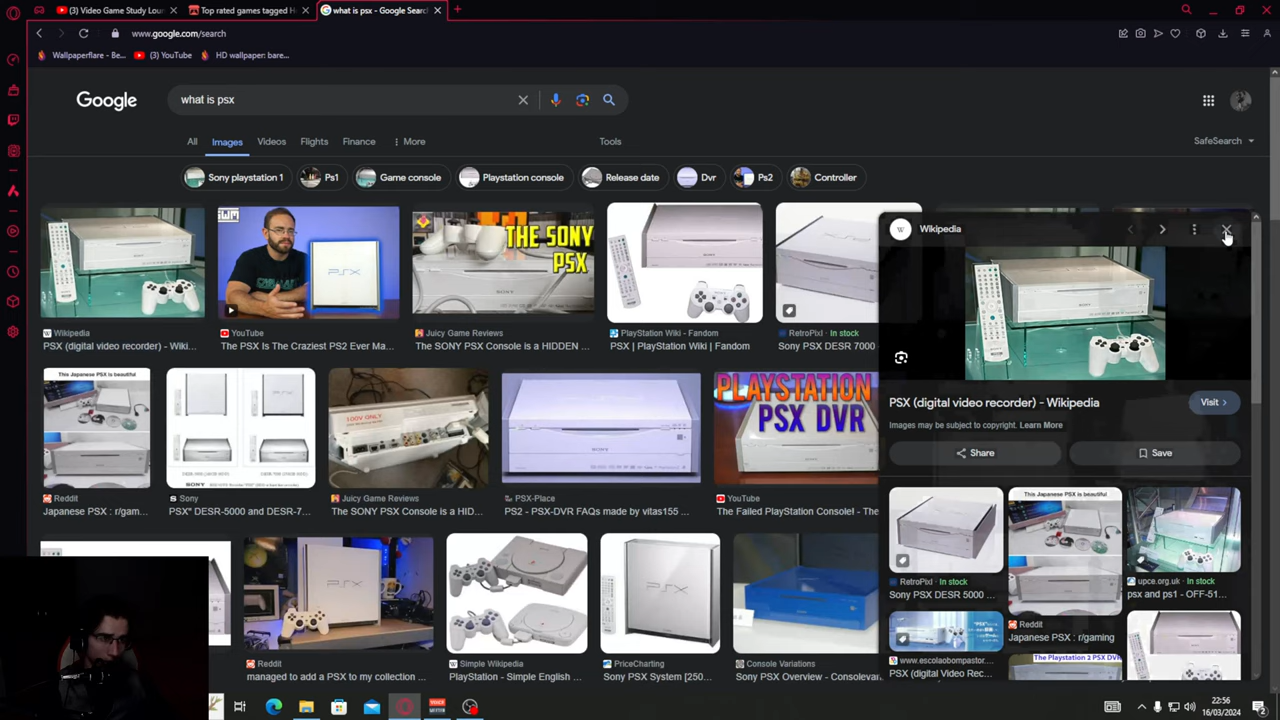 (3) Video Game Study Loun
Top rated games tagged H
what is psx - Google Searc
www.google.com/search
Wallpaperflare - Be...
(3) YouTube
HD wallpaper: bare...
Google
what is psx
All
Images
Videos
Flights
Finance
More
Tools
SafeSearch
Sony playstation 1
Ps1
Game console
Playstation console
Release date
Dvr
Ps2
Controller
PSX
THE SONY
PSX
Wikipedia
PSX (digital video recorder) - Wiki...
YouTube
The PSX Is The Craziest PS2 Ever Ma...
Juicy Game Reviews
The SONY PSX Console is a HIDDEN ...
PlayStation Wiki - Fandom
PSX | PlayStation Wiki | Fandom
RetroPixl · In stock
Sony PSX DESR 7000
This Japanese PSX is beautiful
100V ONLY
PLAYSTATION
PSX DVR
Reddit
Japanese PSX : r/gam...
Sony
PSX" DESR-5000 and DESR-7...
Juicy Game Reviews
The SONY PSX Console is a HID...
PSX-Place
PS2 - PSX-DVR FAQs made by vitas155 ...
YouTube
The Failed PlayStation Console! - The
PSX
PSX
Reddit
managed to add a PSX to my collection ...
Simple Wikipedia
PlayStation - Simple English ...
PriceCharting
Sony PSX System [250...
Console Variations
Sony PSX Overview - Consolevar
Wikipedia
PSX (digital video recorder) - Wikipedia
Visit
Images may be subject to copyright. Learn More
Share
Save
This Japanese PSX is beautiful
RetroPixl · In stock
Sony PSX DESR 5000
Reddit
Japanese PSX : r/gaming
upce.org.uk · In stock
psx and ps1 - OFF-51...
www.escolaobompastor...
PSX (digital Video Rec...
The Playstation 2 PSX DVR
22:56
16/03/2024